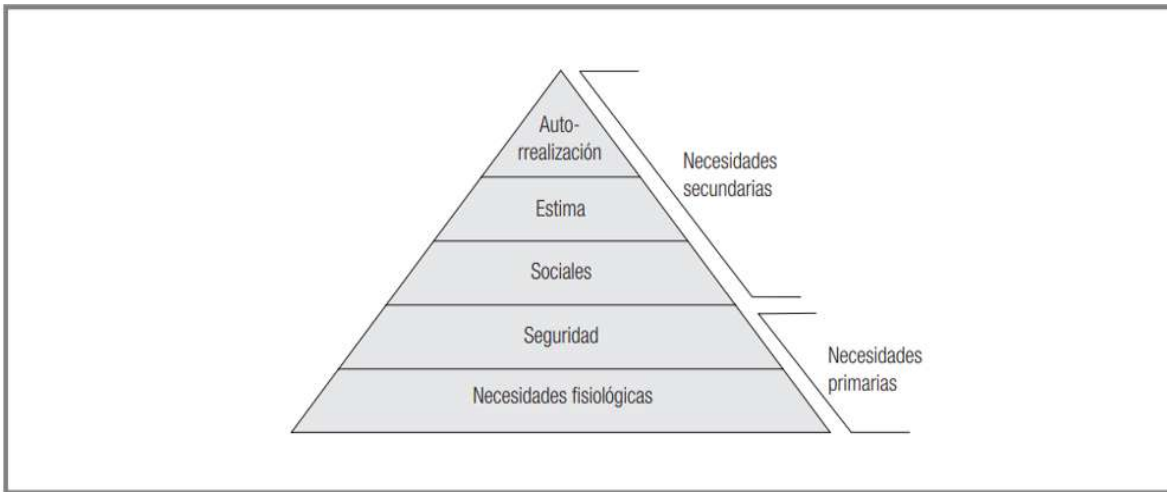 Auto-
rrealización
Necesidades
secundarias
Estima
Sociales
Seguridad
Necesidades
primarias
Necesidades fisiológicas